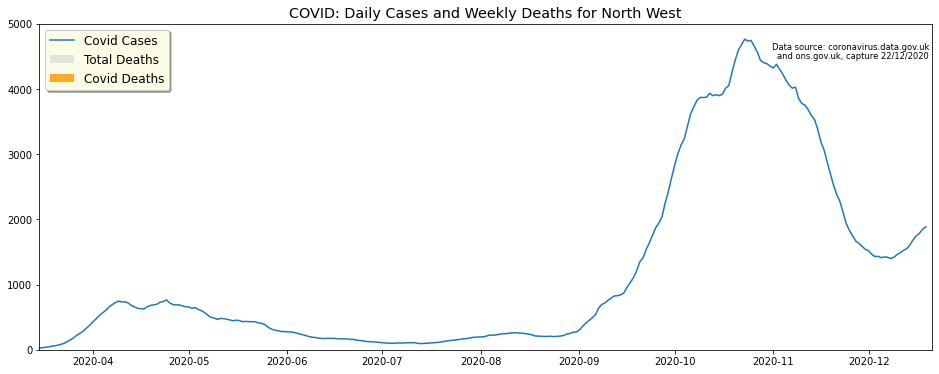 COVID: Daily Cases and Weekly Deaths for North West
5000
4000
3000
2000
1000
0
Covid Cases
Total Deaths
Covid Deaths
Data source: coronavirus.data.gov.uk
and ons.gov.uk, capture 22/12/2020
2020-04 2020-05 2020-06 2020-07 2020-08 2020-09 2020-10 2020-11 2020-12